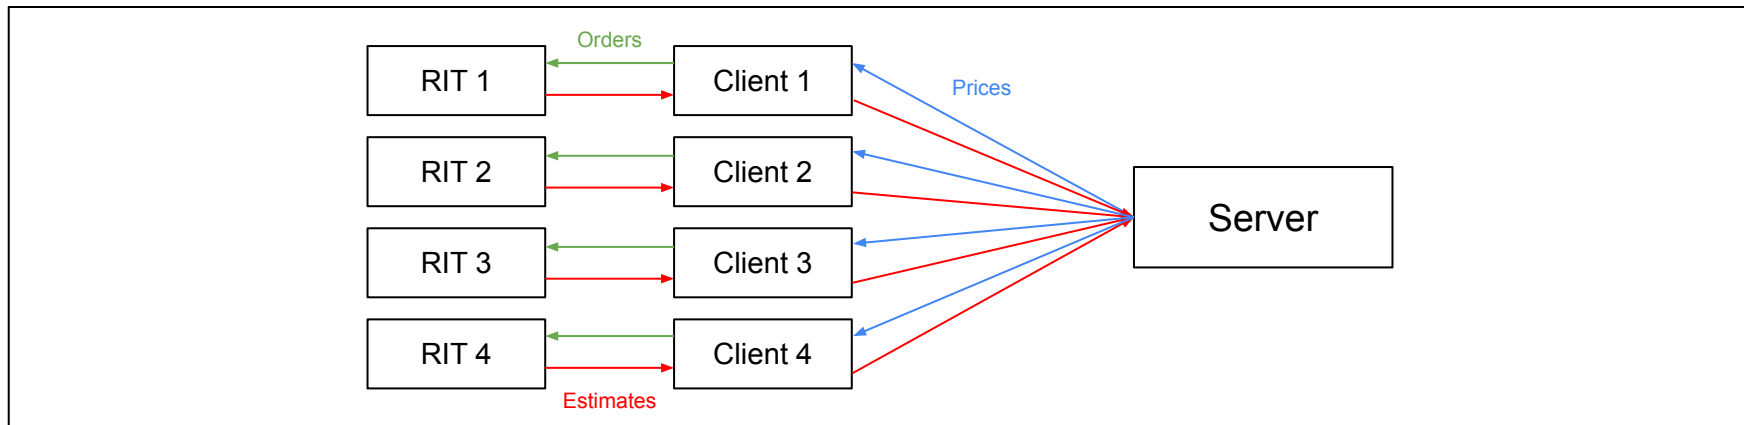 Orders
RIT 1
Client 1
Prices
RIT 2
Client 2
Server
RIT 3
Client 3
RIT 4
Client 4
Estimates